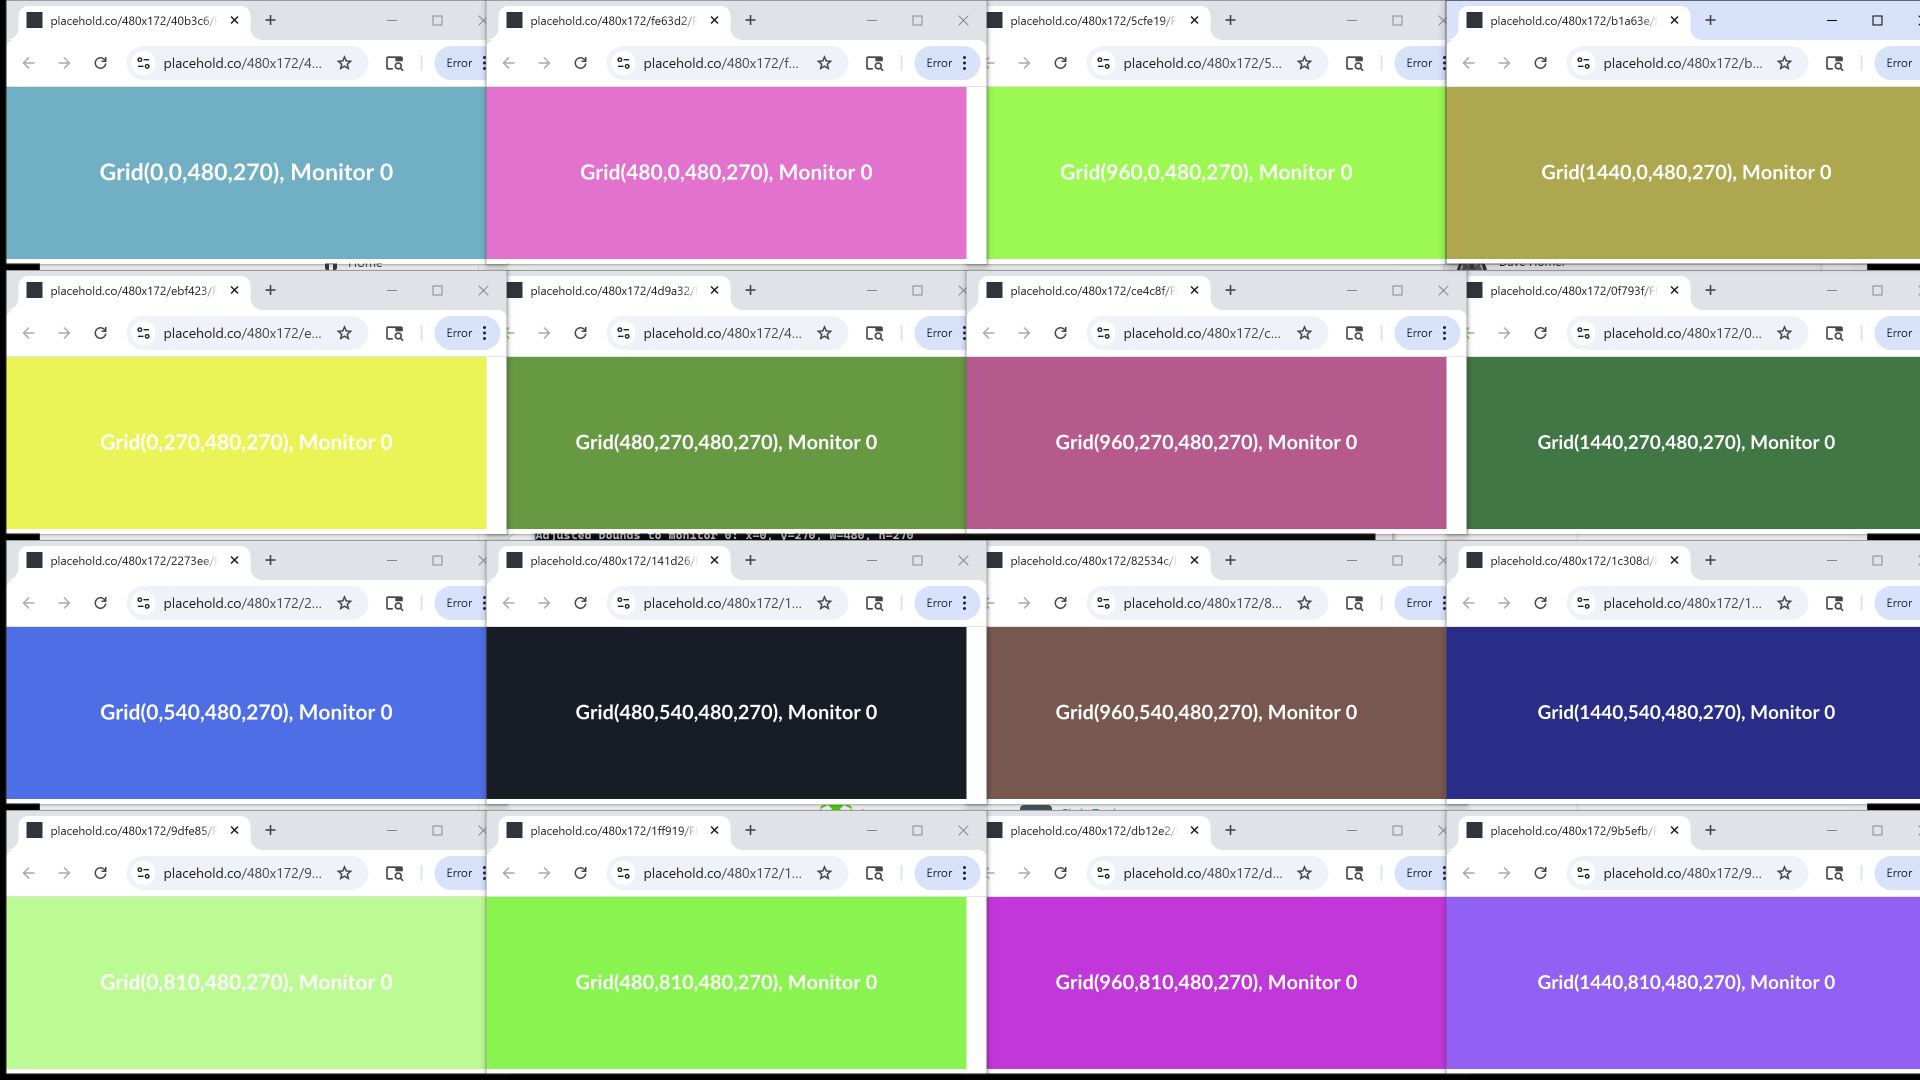 placehold.co/480x172/40b3c6/
placehold.co/480x172/fe63d2/
placehold.co/480x172/5cfe19/
placehold.co/480x172/b1a63e/
placehold.co/480x172/4...
Error
placehold.co/480x172/f...
Error
placehold.co/480x172/5...
Error
placehold.co/480x172/b...
Error
Grid(0,0,480,270), Monitor 0
Grid(480,0,480,270), Monitor 0
Grid(960,0,480,270), Monitor 0
Grid(1440,0,480,270), Monitor 0
Home
placehold.co/480x172/ebf423/
placehold.co/480x172/4d9a32/
placehold.co/480x172/ce4c8f/
placehold.co/480x172/0f793f/
placehold.co/480x172/e...
Error
placehold.co/480x172/4...
Error
placehold.co/480x172/c...
Error
placehold.co/480x172/0...
Error
Grid(0,270,480,270), Monitor 0
Grid(480,270,480,270), Monitor 0
Grid(960,270,480,270), Monitor 0
Grid(1440,270,480,270), Monitor 0
Adjusted bounds to monitor 0: x=0, y=270, w=480, h=270
placehold.co/480x172/2273ee/
placehold.co/480x172/141d26/
placehold.co/480x172/82534c/
placehold.co/480x172/1c308d/
placehold.co/480x172/2...
Error
placehold.co/480x172/1...
Error
placehold.co/480x172/8...
Error
placehold.co/480x172/1...
Error
Grid(0,540,480,270), Monitor 0
Grid(480,540,480,270), Monitor 0
Grid(960,540,480,270), Monitor 0
Grid(1440,540,480,270), Monitor 0
placehold.co/480x172/9dfe85/
placehold.co/480x172/1ff919/
placehold.co/480x172/db12e2/
placehold.co/480x172/9b5efb/
placehold.co/480x172/9...
Error
placehold.co/480x172/1...
Error
placehold.co/480x172/d...
Error
placehold.co/480x172/9...
Error
Grid(0,810,480,270), Monitor 0
Grid(480,810,480,270), Monitor 0
Grid(960,810,480,270), Monitor 0
Grid(1440,810,480,270), Monitor 0